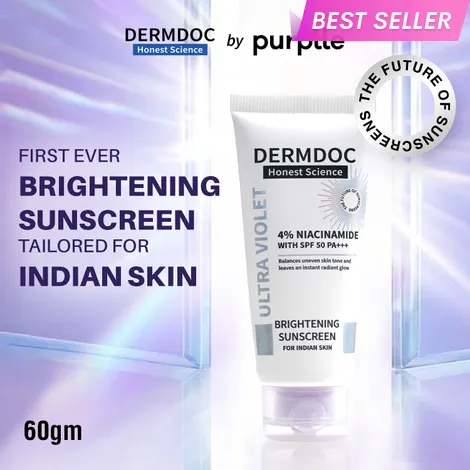 BEST SELLER
DERMDOC
Honest Science
by purplle
THE FUTURE OF SUNSCREENS
FIRST EVER
BRIGHTENING
SUNSCREEN
TAILORED FOR
INDIAN SKIN
60gm
DERMDOC
Honest Science
ULTRA VIOLET
4% NIACINAMIDE
WITH SPF 50 PA+++
Balances uneven skin tone and
leaves an instant radiant glow
BRIGHTENING
SUNSCREEN
FOR INDIAN SKIN